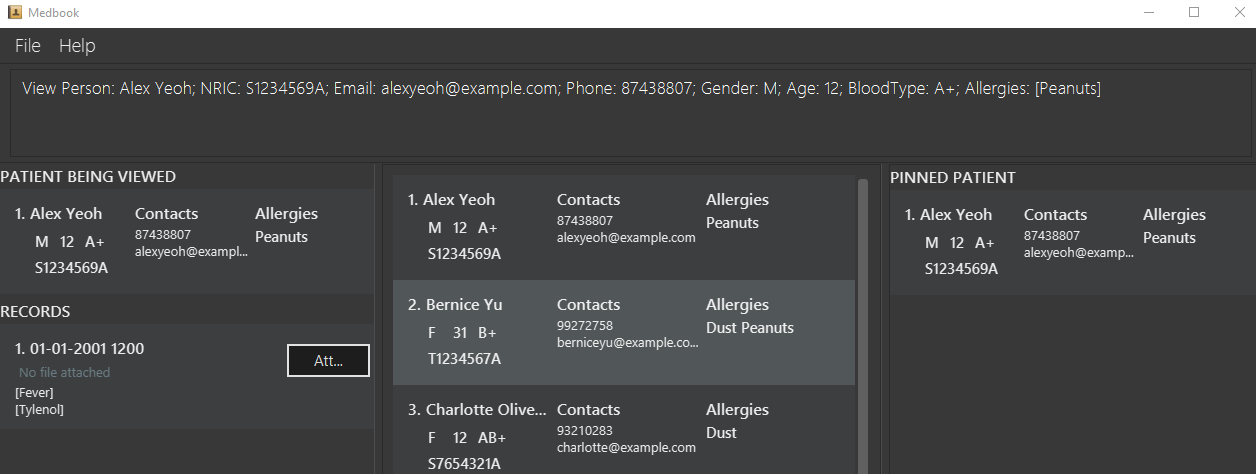 Medbook
File Help
View Person: Alex Yeoh; NRIC: S1234569A; Email: alexyeoh@example.com; Phone: 87438807; Gender: M; Age: 12; BloodType: A+; Allergies: [Peanuts]
PATIENT BEING VIEWED
1. Alex Yeoh Contacts Allergies
M 12 A+ 87438807 Peanuts
alexyeoh@exampl...
S1234569A
RECORDS
1. 01-01-2001 1200
Att...
No file attached
[Fever]
[Tylenol]
1. Alex Yeoh Contacts Allergies
M 12 A+ 87438807 Peanuts
alexyeoh@example.com
S1234569A
2. Bernice Yu Contacts Allergies
F 31 B+ 99272758 Dust Peanuts
berniceyu@example.co...
T1234567A
3. Charlotte Olive... Contacts Allergies
F 12 AB+ 93210283 Dust
charlotte@example.com
S7654321A
PINNED PATIENT
1. Alex Yeoh Contacts Allergies
M 12 A+ 87438807 Peanuts
alexyeoh@examp...
S1234569A